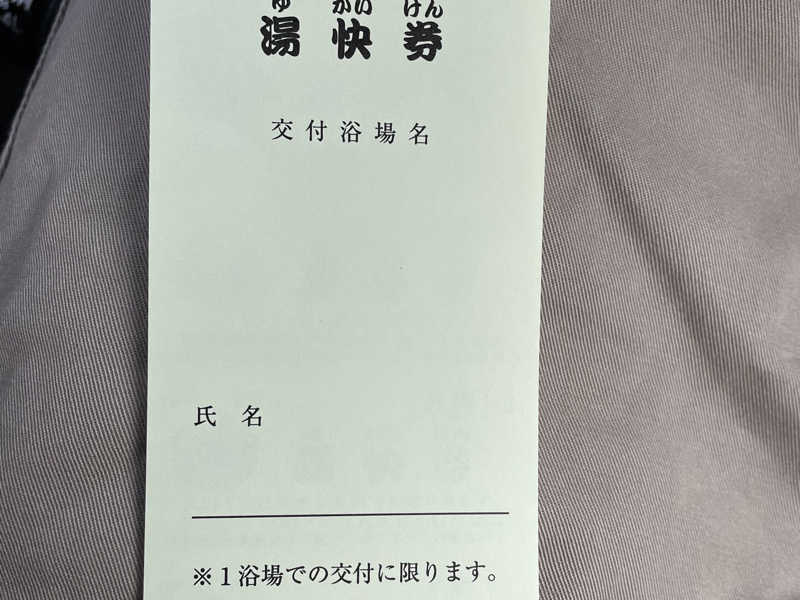 ゆ かい けん
湯快券
交付浴場名
氏 名
※1浴場での交付に限ります。